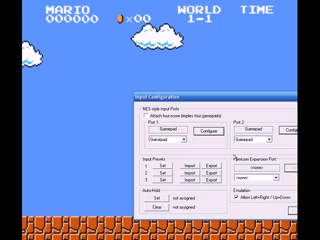 MARIO WORLD TIME
000000 ×00 1-1
Input Configuration
NES-style Input Ports
Attach four-score (implies four gamepads)
Port 1:
Port 2:
Gamepad
Configure
Gamepad
Gamepad
Gamepad
Input Presets
Famicom Expansion Port:
1: Set Import Export
(none)
2: Set Import Export
(none)
3: Set Import Export
Auto-Hold
Emulation
Set not assigned
Allow Left+Right / Up+Down
Clear not assigned